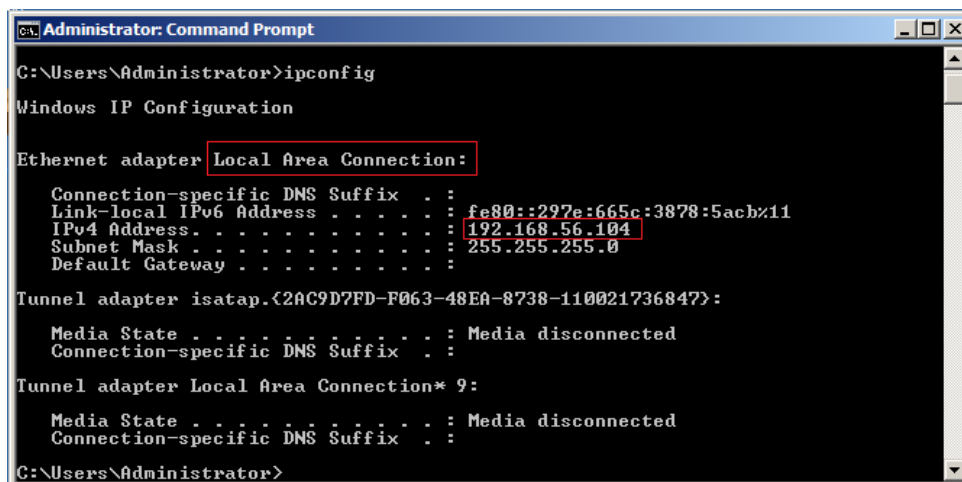 Administrator: Command Prompt
C:\Users\Administrator>ipconfig
Windows IP Configuration
Ethernet adapter Local Area Connection:
Connection-specific DNS Suffix . :
Link-local IPv6 Address . . . . . : fe80::297e:665c:3878:5acb%11
IPv4 Address. . . . . . . . . . . : 192.168.56.104
Subnet Mask . . . . . . . . . . . : 255.255.255.0
Default Gateway . . . . . . . . . :
Tunnel adapter isatap.{2AC9D7FD-F063-48EA-8738-110021736847}:
Media State . . . . . . . . . . . : Media disconnected
Connection-specific DNS Suffix . :
Tunnel adapter Local Area Connection* 9:
Media State . . . . . . . . . . . : Media disconnected
Connection-specific DNS Suffix . :
C:\Users\Administrator>